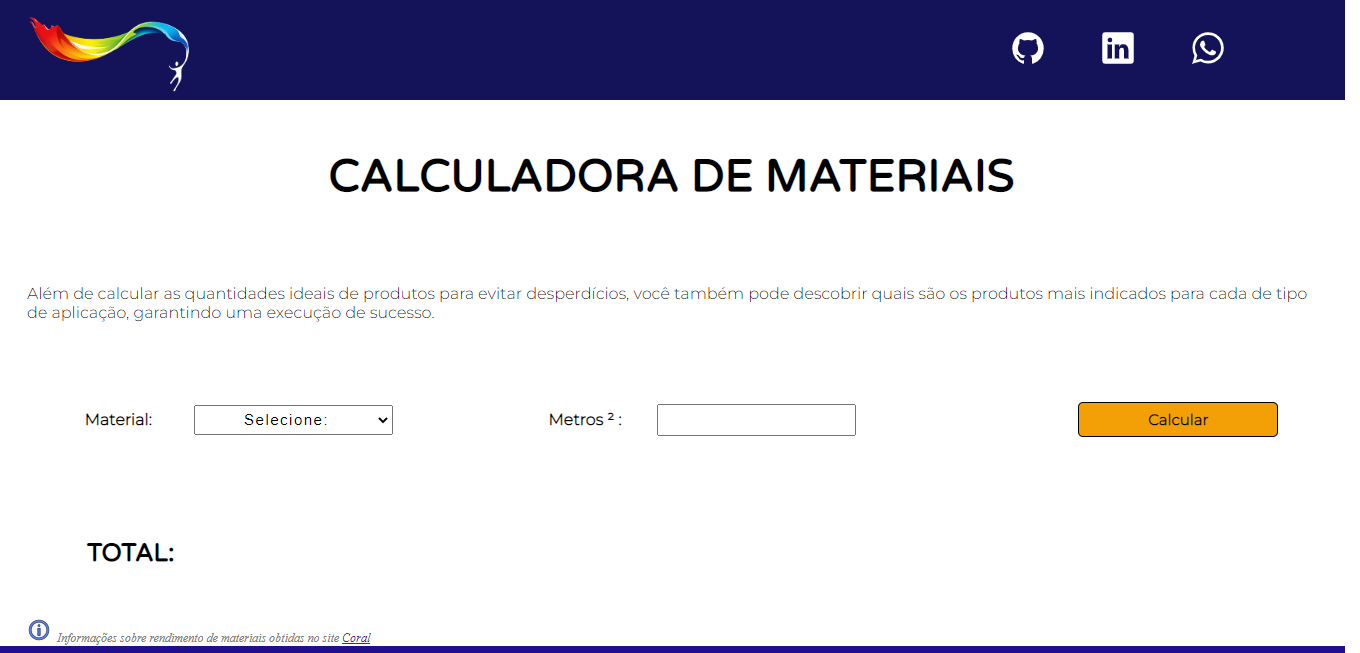 in
CALCULADORA DE MATERIAIS
Além de calcular as quantidades ideais de produtos para evitar desperdícios, você também pode descobrir quais são os produtos mais indicados para cada de tipo
de aplicação, garantindo uma execução de sucesso.
Material: Selecione: Metros ² : Calcular
TOTAL:
Informações sobre rendimento de materiais obtidas no site Coral